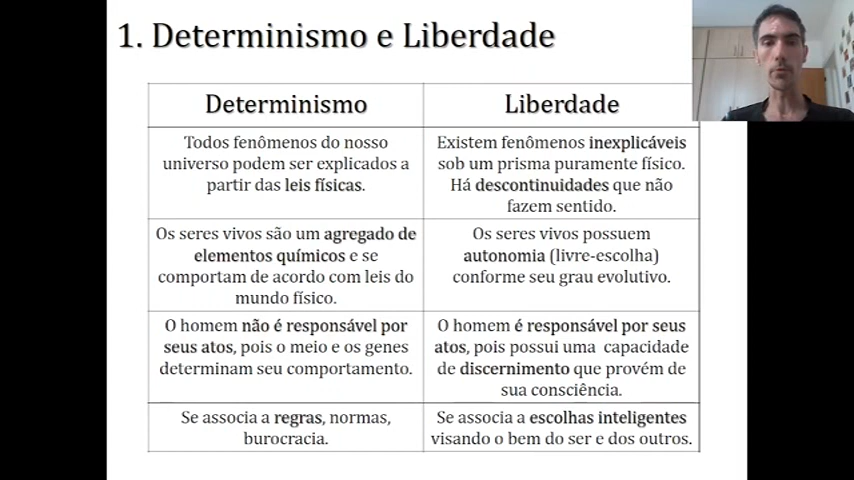 1. Determinismo e Liberdade
Determinismo
Liberdade
Todos fenômenos do nosso
universo podem ser explicados a
partir das leis físicas.
Existem fenômenos inexplicáveis
sob um prisma puramente físico.
Há descontinuidades que não
fazem sentido.
Os seres vivos são um agregado de
elementos químicos e se
comportam de acordo com leis do
mundo físico.
Os seres vivos possuem
autonomia (livre-escolha)
conforme seu grau evolutivo.
O homem não é responsável por
seus atos, pois o meio e os genes
determinam seu comportamento.
O homem é responsável por seus
atos, pois possui uma capacidade
de discernimento que provém de
sua consciência.
Se associa a regras, normas,
burocracia.
Se associa a escolhas inteligentes
visando o bem do ser e dos outros.